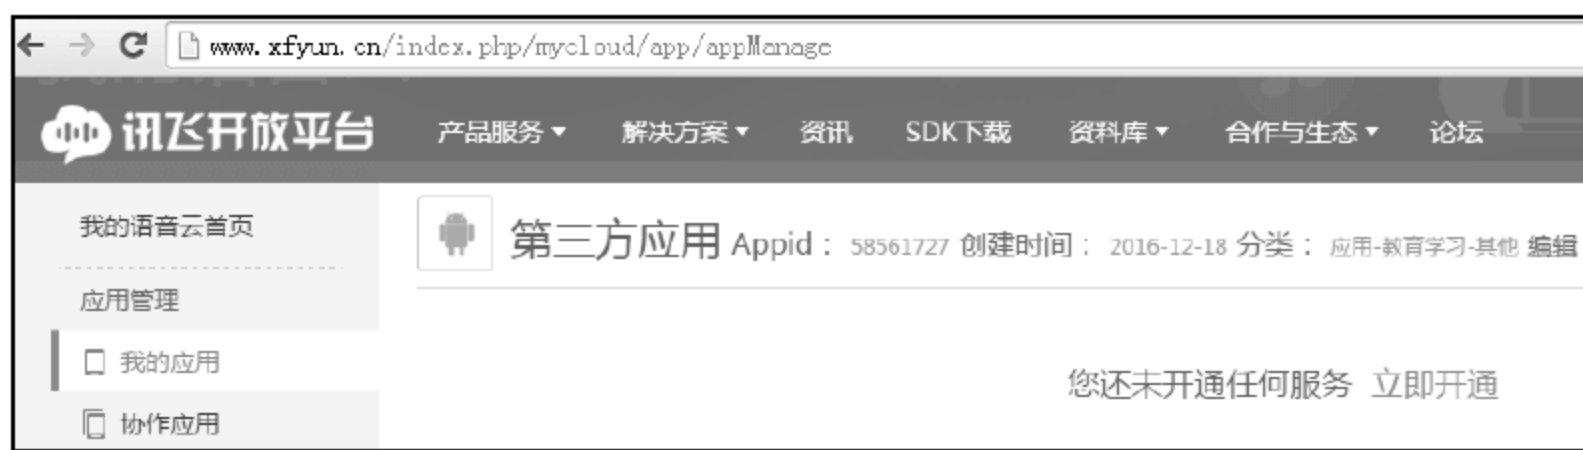 www.xfyun.cn/index.php/mycloud/app/appManage
讯飞开放平台 产品服务 解决方案 资讯 SDK下载 资料库 合作与生态 论坛
我的语音云首页
第三方应用 Appid： 58561727 创建时间： 2016-12-18 分类： 应用-教育学习-其他 编辑
应用管理
我的应用
您还未开通任何服务 立即开通
协作应用